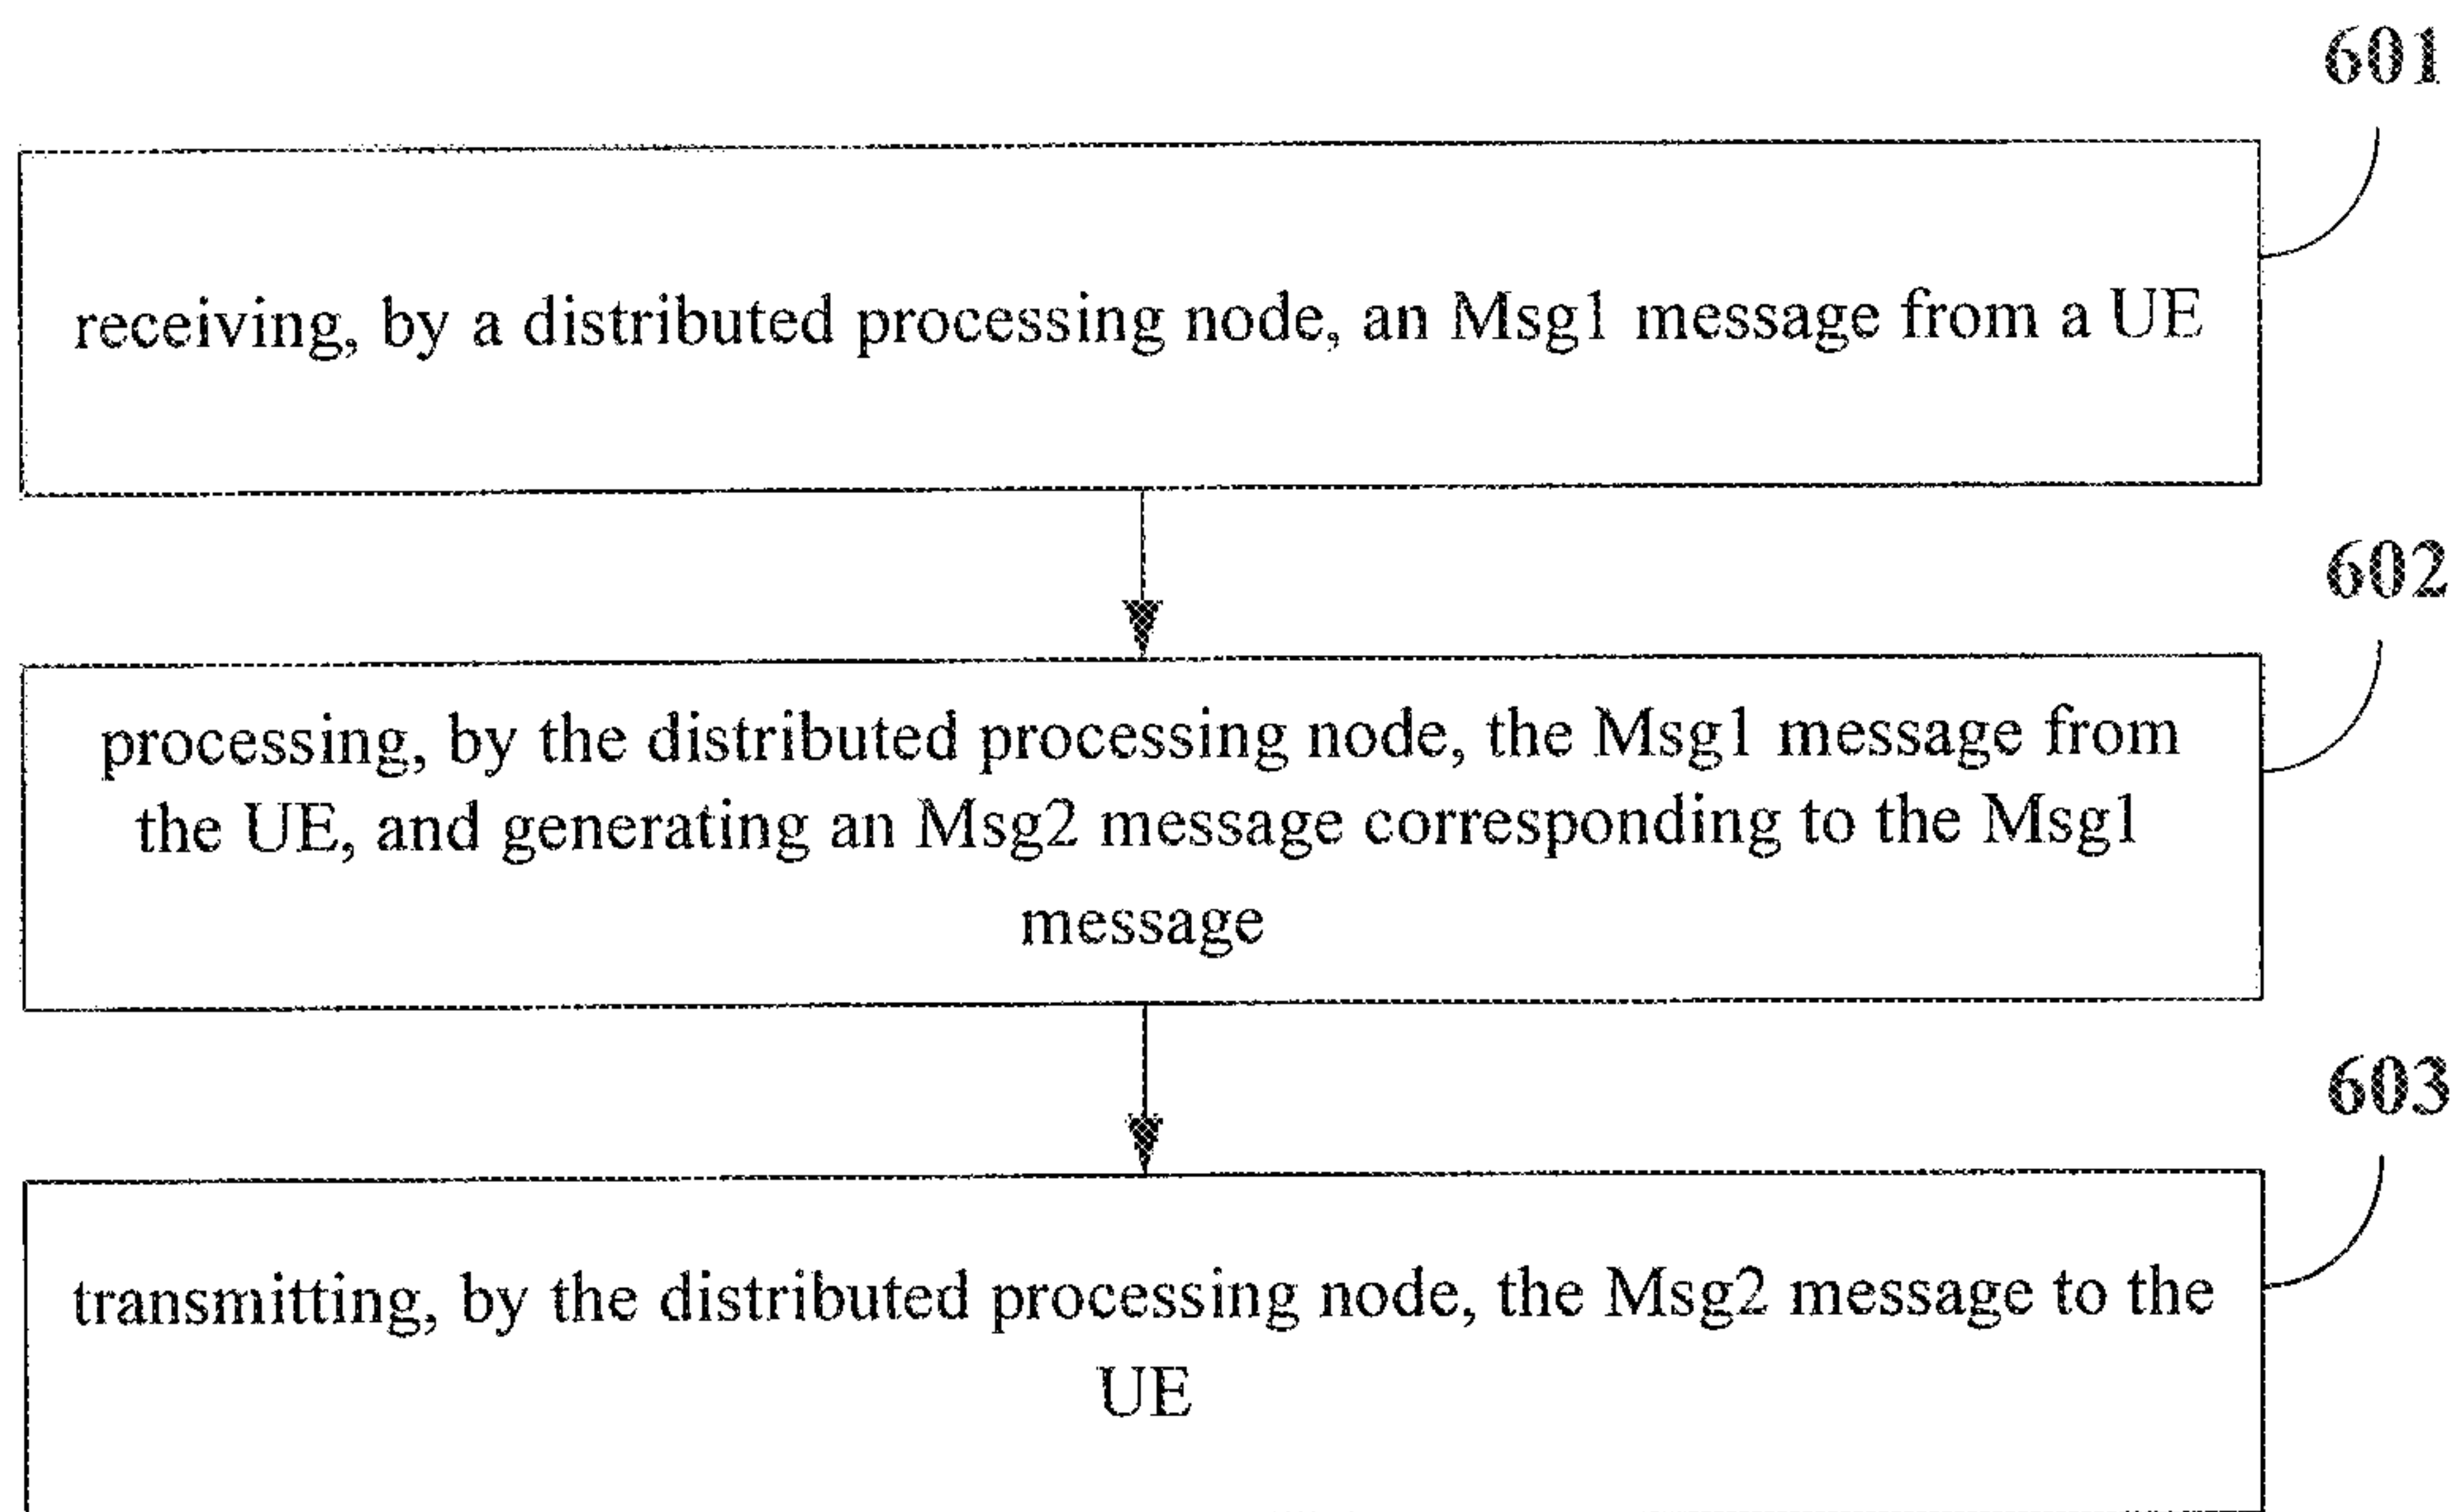 601
receiving, by a distributed processing node, an Msg1 message from a UE
602
processing, by the distributed processing node, the Msg1 message from
the UE, and generating an Msg2 message corresponding to the Msg1
message
603
transmitting, by the distributed processing node, the Msg2 message to the
UE